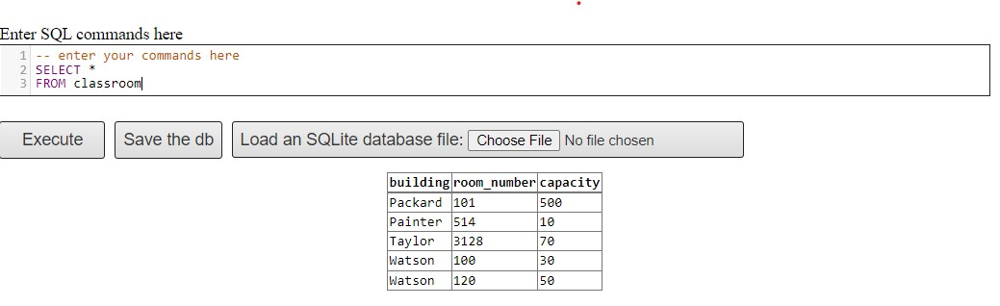 Enter SQL commands here
1 -- enter your commands here
2 SELECT *
3 FROM classroom
Execute Save the db Load an SQLite database file: Choose File No file chosen
building room_number capacity
Packard 101 500
Painter 514 10
Taylor 3128 70
Watson 100 30
Watson 120 50